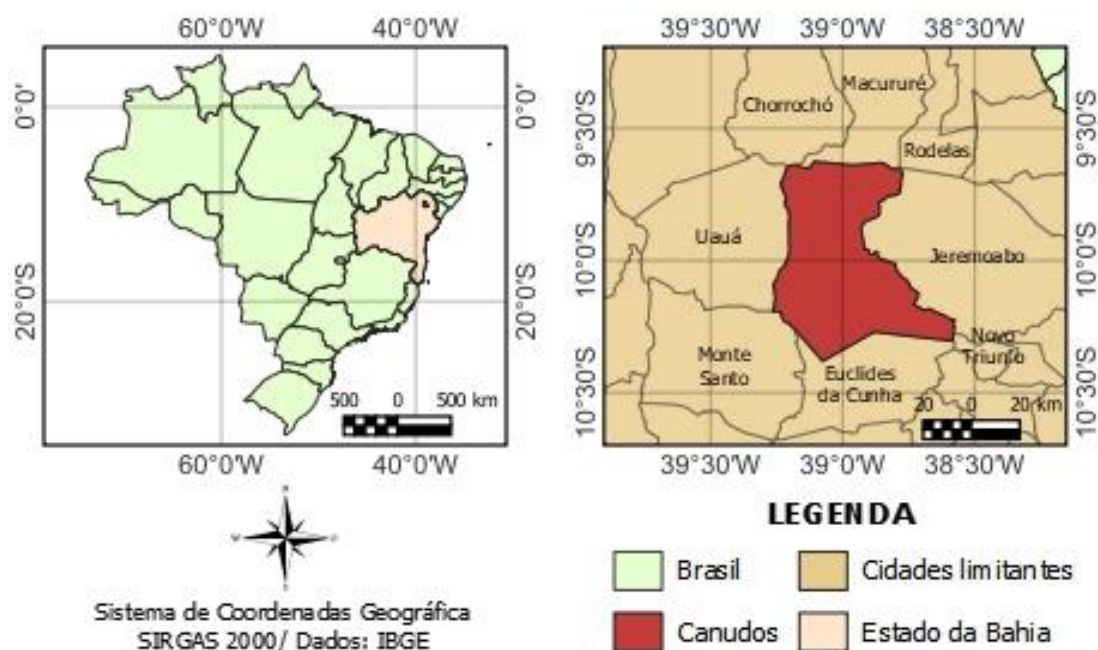 60°0'W 40°0'W
0°0'
20°0'S
0°0'
20°0'S
500 0 500 km
60°0'W 40°0'W
39°30'W 39°0'W 38°30'W
9°30'S
10°0'S
10°30'S
9°30'S
10°0'S
10°30'S
Macururé
Chorrochó
Rodelas
Uauá
Jeremoabo
Novo
Triunfo
Monte
Santo
Euclides
da Cunha
20 0 20 km
39°30'W 39°0'W 38°30'W
Sistema de Coordenadas Geográfica
SIRGAS 2000/ Dados: IBGE
LEGENDA
Brasil
Cidades limitantes
Canudos
Estado da Bahia